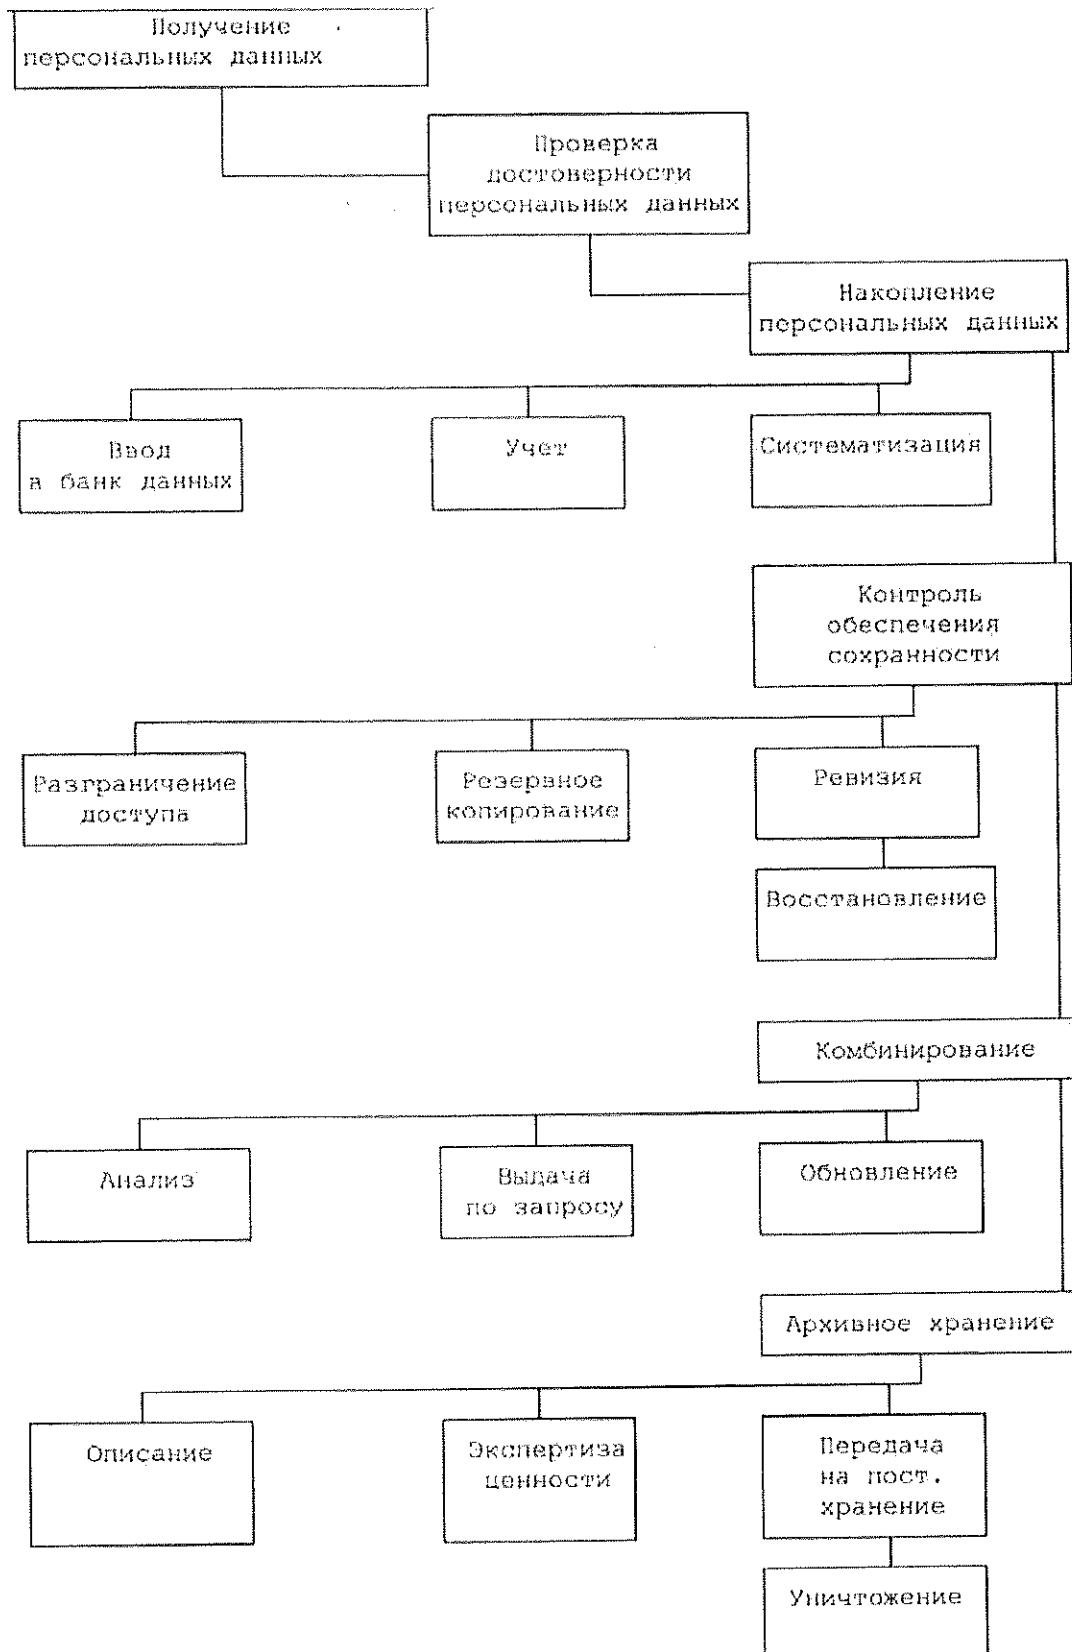 Получение
персональных данных
Проверка
достоверности
персональных данных
Накопление
персональных данных
Ввод
в банк данных
Учет
Систематизация
Контроль
обеспечения
сохранности
Разграничение
доступа
Резервное
копирование
Ревизия
Восстановление
Комбинирование
Анализ
Выдача
по запросу
Обновление
Архивное хранение
Описание
Экспертиза
ценности
Передача
на пост.
хранение
Уничтожение